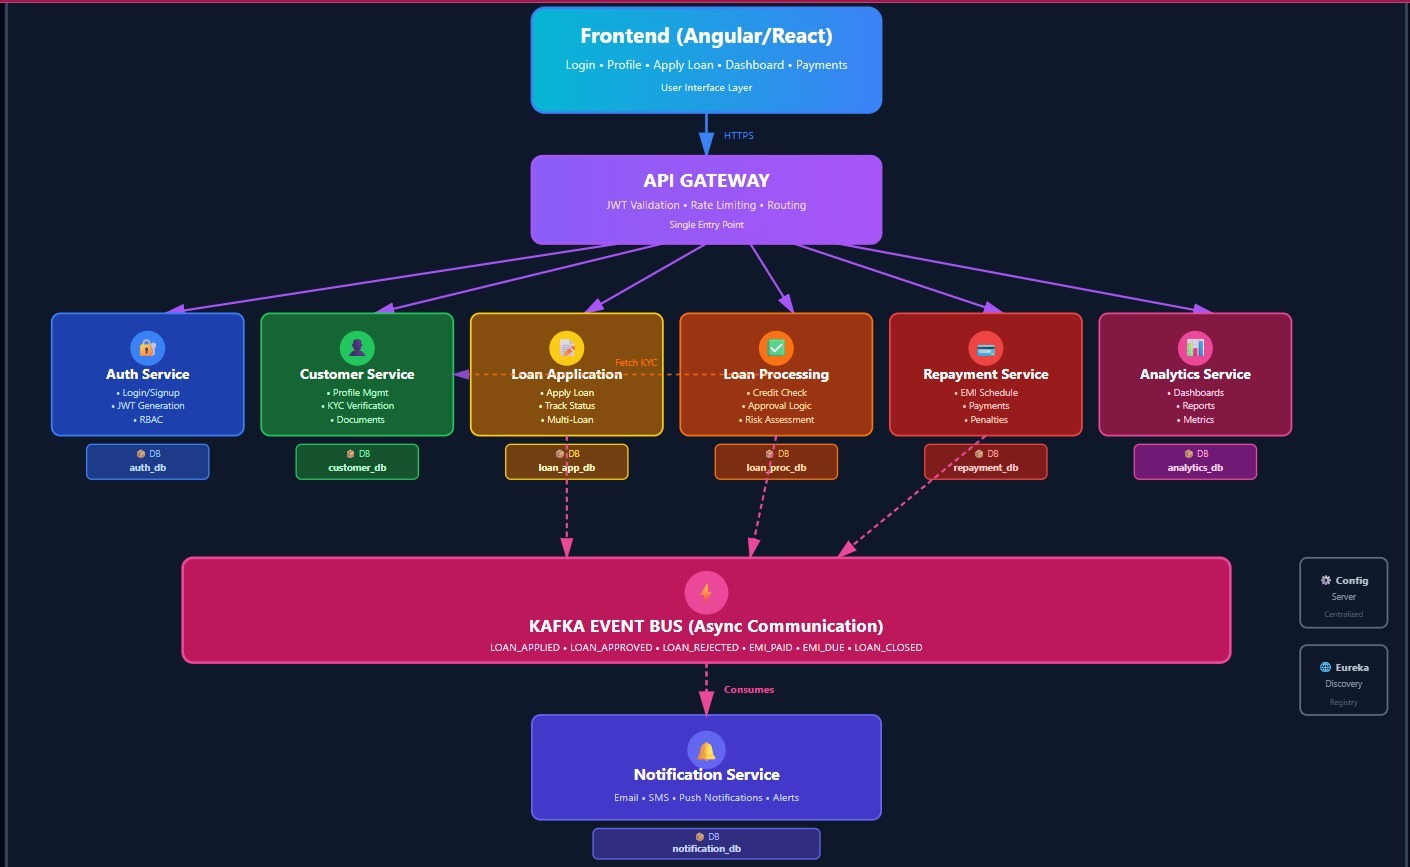 Frontend (Angular/React)
Login • Profile • Apply Loan • Dashboard • Payments
User Interface Layer
HTTPS
API GATEWAY
JWT Validation • Rate Limiting • Routing
Single Entry Point
Auth Service
• Login/Signup
• JWT Generation
• RBAC
DB
auth_db
Customer Service
• Profile Mgmt
• KYC Verification
• Documents
DB
customer_db
Fetch KYC
Loan Application
• Apply Loan
• Track Status
• Multi-Loan
DB
loan_app_db
Loan Processing
• Credit Check
• Approval Logic
• Risk Assessment
DB
loan_proc_db
Repayment Service
• EMI Schedule
• Payments
• Penalties
DB
repayment_db
Analytics Service
• Dashboards
• Reports
• Metrics
DB
analytics_db
KAFKA EVENT BUS (Async Communication)
LOAN_APPLIED • LOAN_APPROVED • LOAN_REJECTED • EMI_PAID • EMI_DUE • LOAN_CLOSED
Config
Server
Centralized
Eureka
Discovery
Registry
Consumes
Notification Service
Email • SMS • Push Notifications • Alerts
DB
notification_db